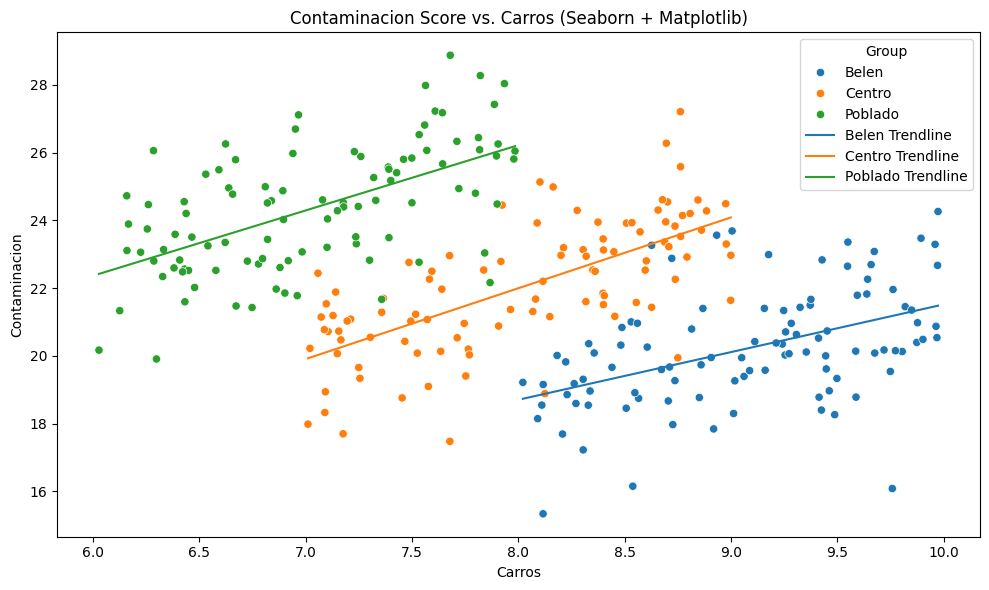 Contaminacion Score vs. Carros (Seaborn + Matplotlib)
Group
Belen
Centro
Poblado
Belen Trendline
Centro Trendline
Poblado Trendline
Contaminacion
28
26
24
22
20
18
16
6.0 6.5 7.0 7.5 8.0 8.5 9.0 9.5 10.0
Carros